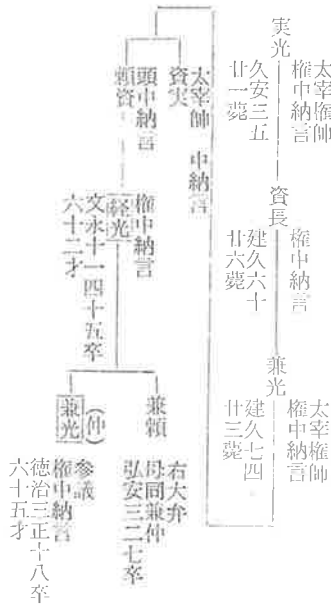 実光
太宰権帥
権中納言
久安三五
廿一薨
資長
権中納言
建久六十
廿六薨
兼光
太宰権帥
権中納言
建久七四
廿三薨
太宰帥 中納言
資実
頭中納言
頼資
権中納言
経光
文永十一四十五卒
六十二才
兼頼
右大弁
母同兼仲
弘安三二七卒
(仲)
兼光
参議
権中納言
徳治三正十八卒
六十五才